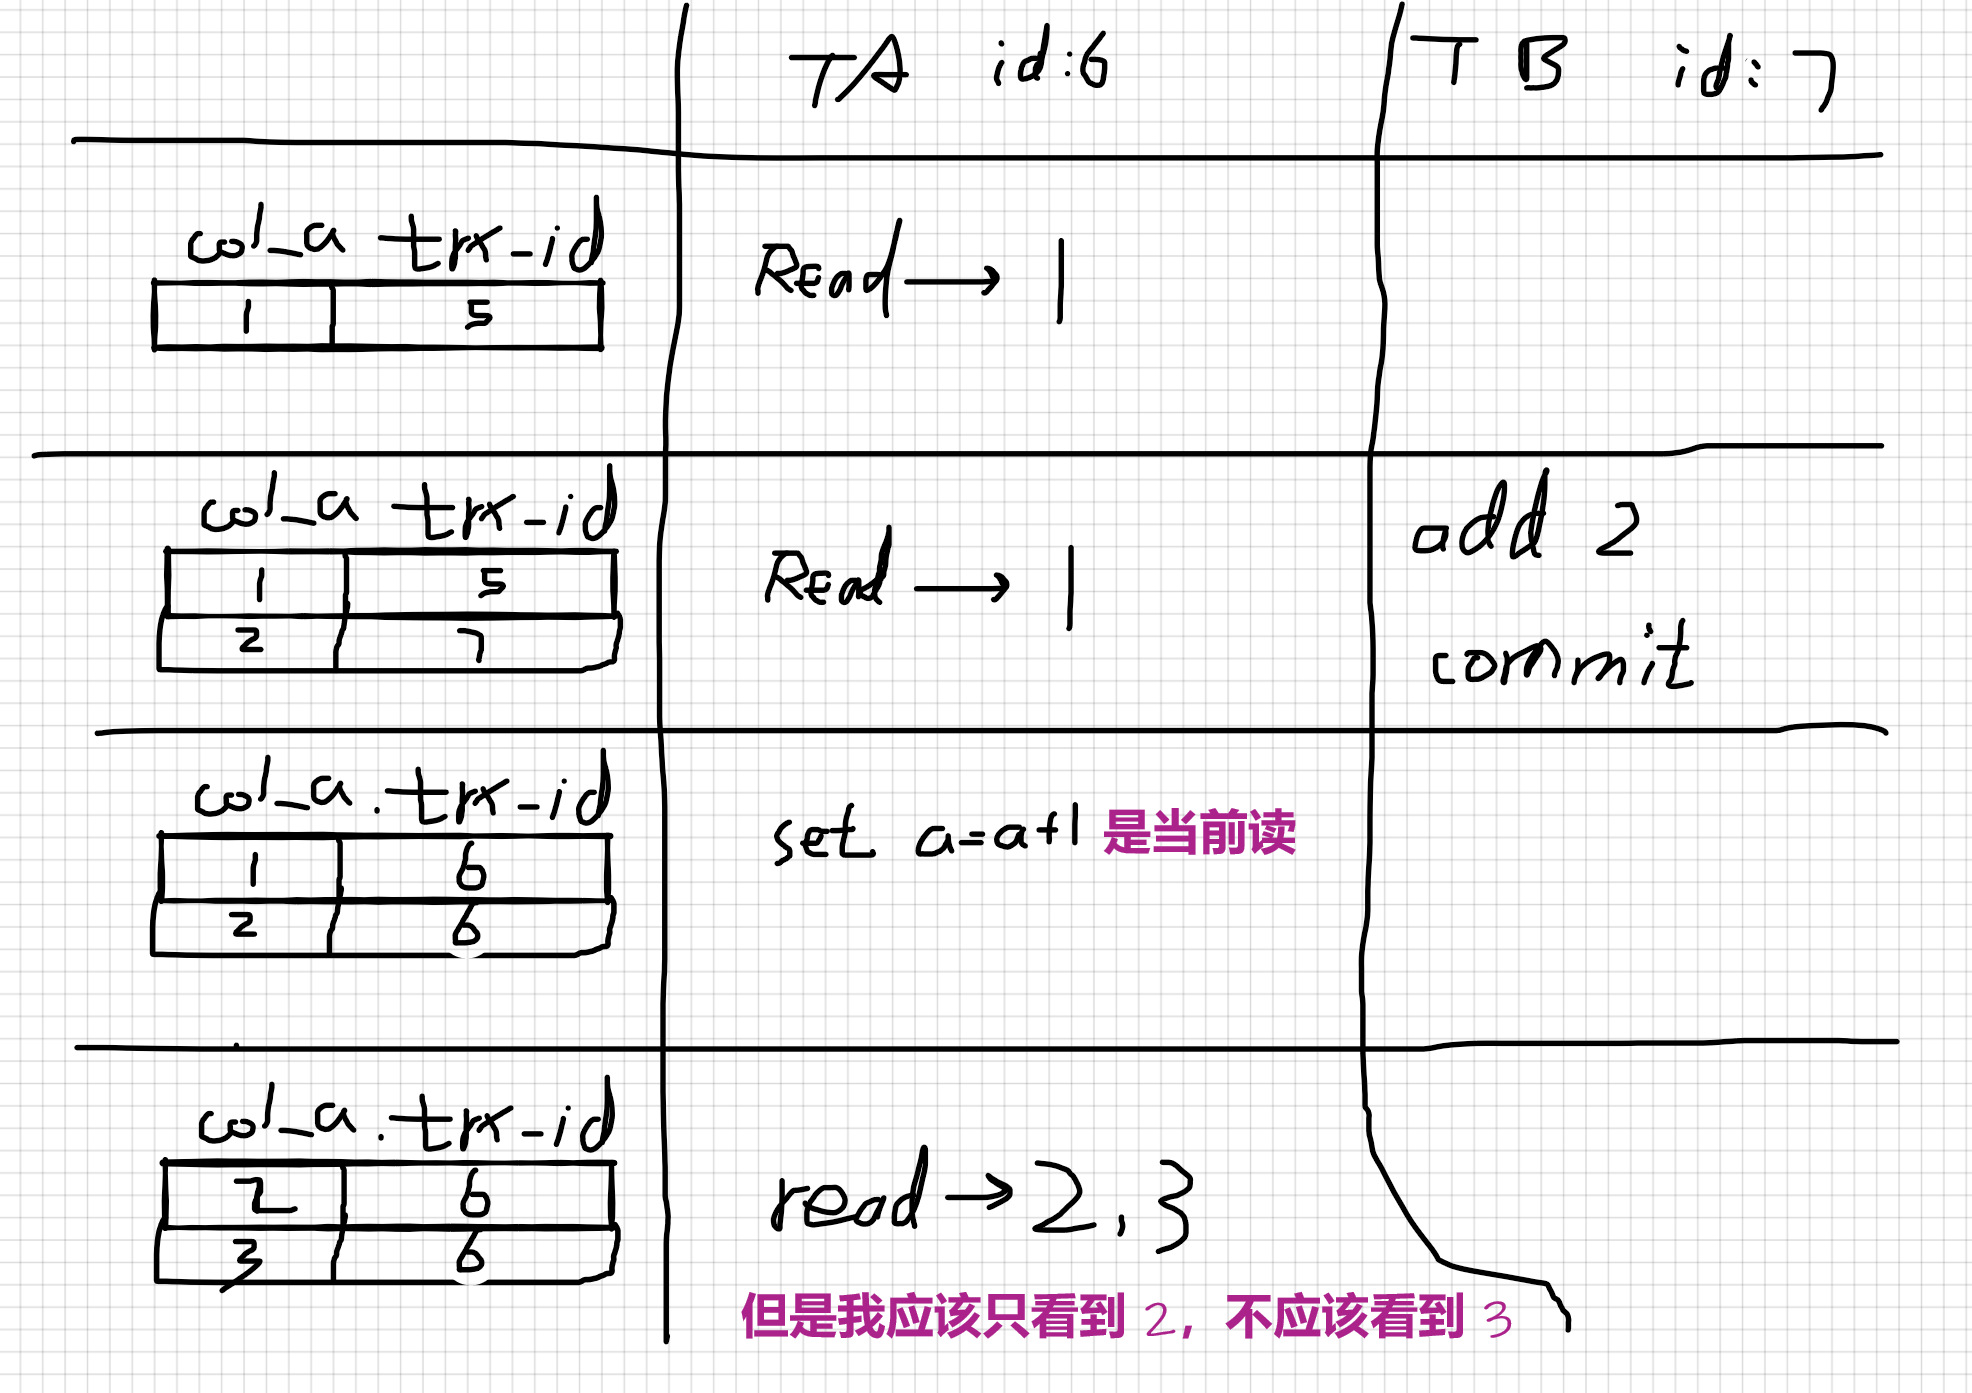 TA id:6 TB id:7
col_a trx-id
1 5
Read→1
col_a trx-id
1 5
2 7
Read→1
add 2
commit
col_a.trx-id
1 6
2 6
set a=a+1 是当前读
col_a.trx-id
2 6
3 6
read→2,3
但是我应该只看到 2，不应该看到 3